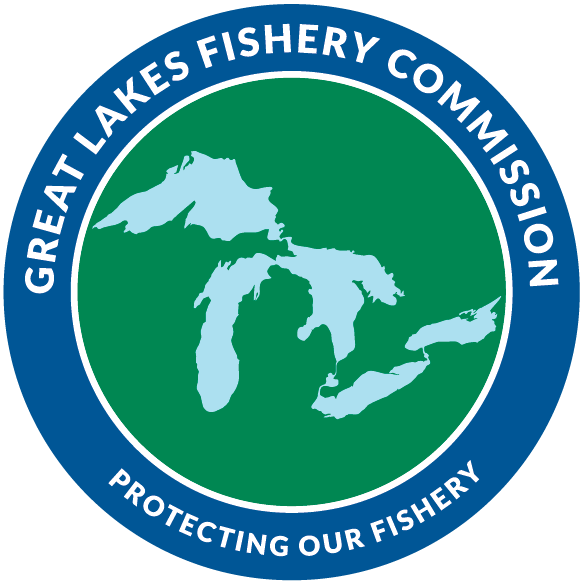 GREAT LAKES FISHERY COMMISSION
PROTECTING OUR FISHERY